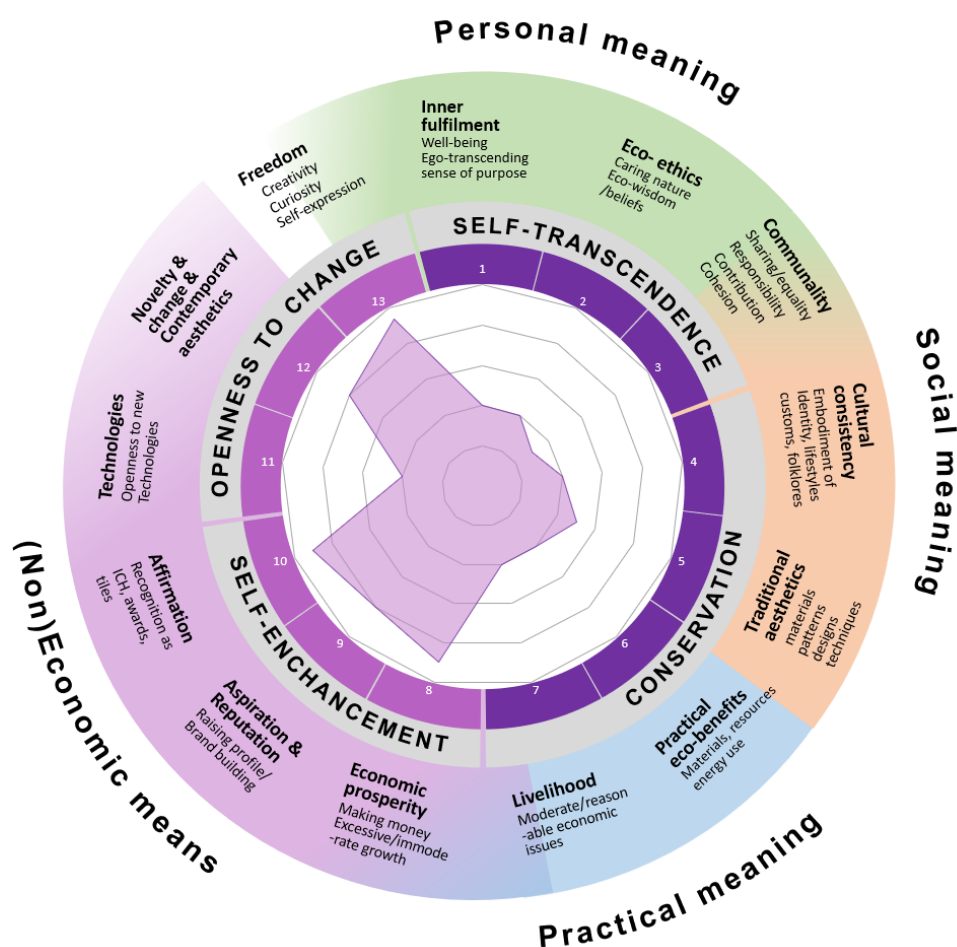 Personal meaning
Inner
fulfilment
Well-being
Ego-transcending
sense of purpose
Eco- ethics
Caring nature
Eco-wisdom
/beliefs
Communality
Sharing/equality
Responsibility
Contribution
Cohesion
Social meaning
Cultural
consistency
Embodiment of
Identity, lifestyles
customs, folklores
Traditional
aesthetics
materials
patterns
designs
techniques
Practical
eco-benefits
Materials, resources
energy use
Livelihood
Moderate/reason
-able economic
issues
Practical meaning
Economic
prosperity
Making money
Excessive/immode
-rate growth
Aspiration &
Reputation
Raising profile/
Brand building
Affirmation
Recognition as
ICH, awards,
tiles
(Non)Economic means
Technologies
Openness to new
Technologies
Novelty &
change &
Contemporary
aesthetics
Freedom
Creativity
Curiosity
Self-expression
SELF-TRANSCENDENCE
CONSERVATION
SELF-ENCHANCEMENT
OPENNESS TO CHANGE
1
2
3
4
5
6
7
8
9
10
11
12
13